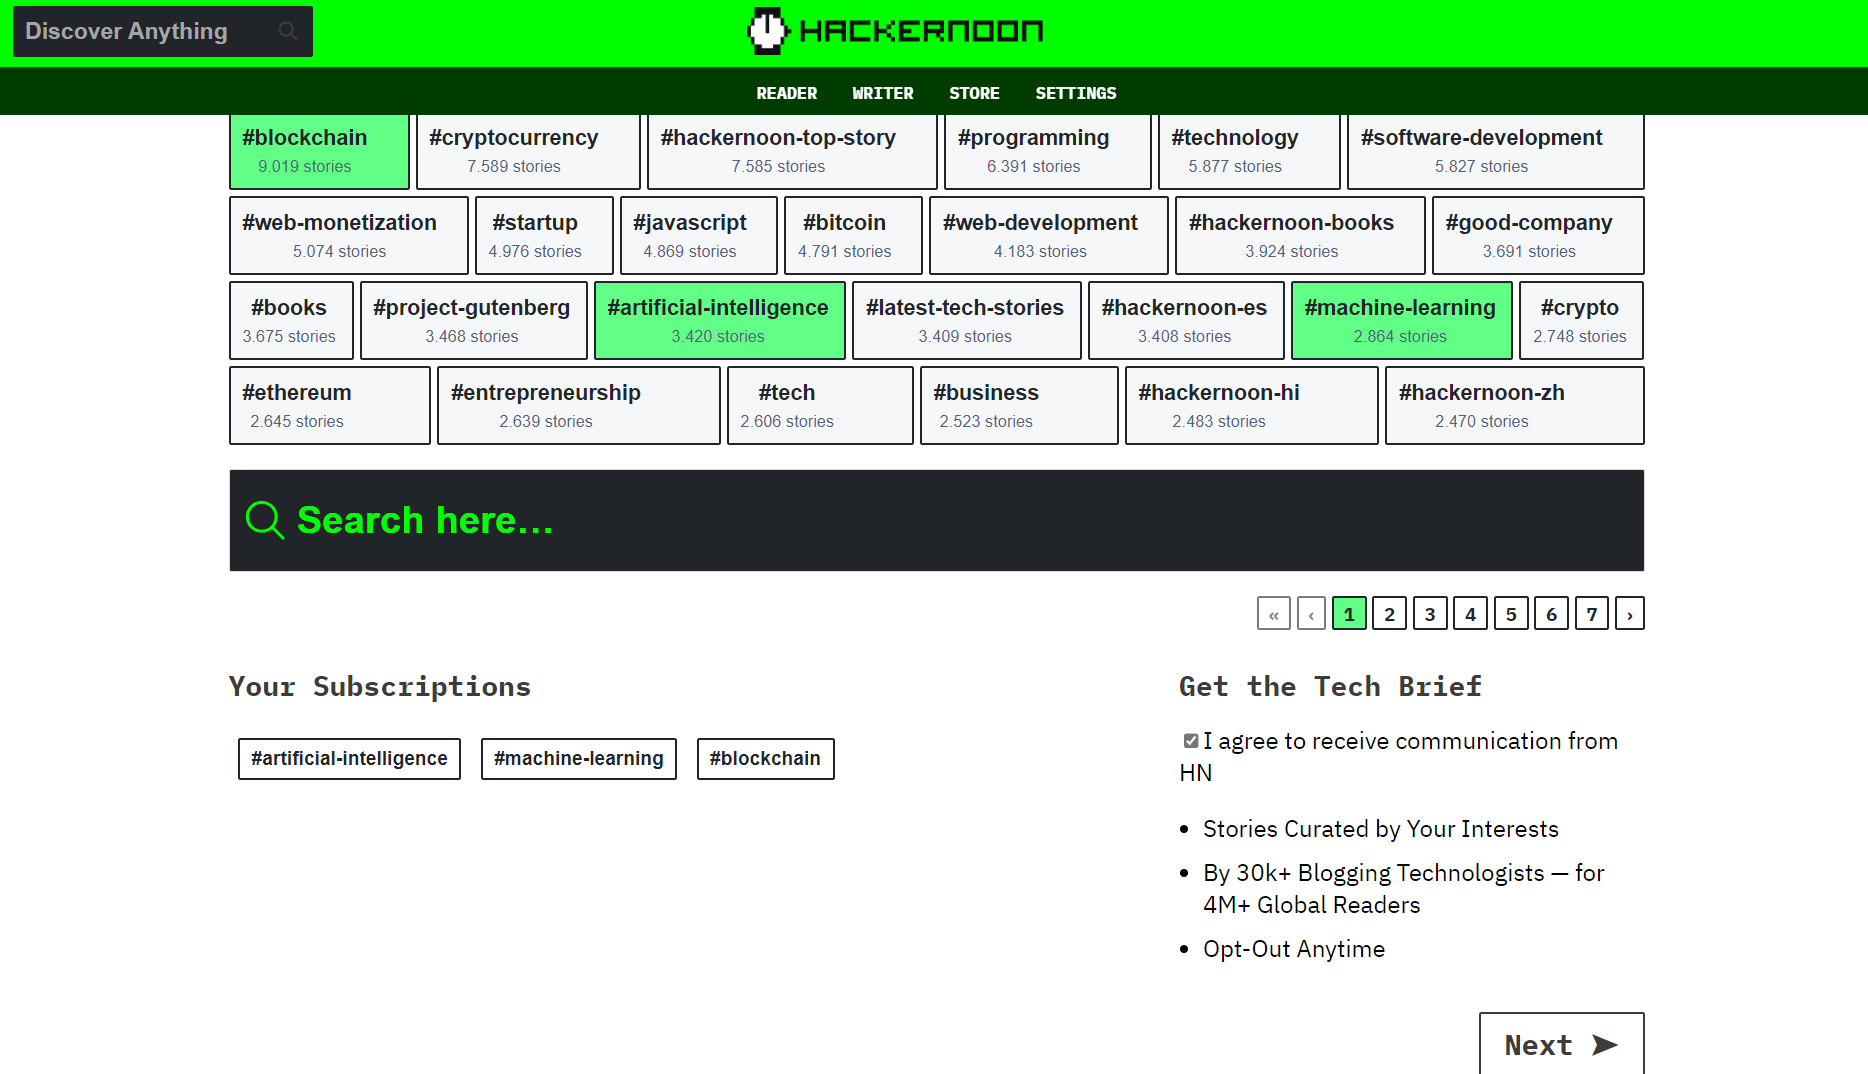 Discover Anything
HACKERNOON
READER WRITER STORE SETTINGS
#blockchain #cryptocurrency #hackernoon-top-story #programming #technology #software-development
9.019 stories 7.589 stories 7.585 stories 6.391 stories 5.877 stories 5.827 stories
#web-monetization #startup #javascript #bitcoin #web-development #hackernoon-books #good-company
5.074 stories 4.976 stories 4.869 stories 4.791 stories 4.183 stories 3.924 stories 3.691 stories
#books #project-gutenberg #artificial-intelligence #latest-tech-stories #hackernoon-es #machine-learning #crypto
3.675 stories 3.468 stories 3.420 stories 3.409 stories 3.408 stories 2.864 stories 2.748 stories
#ethereum #entrepreneurship #tech #business #hackernoon-hi #hackernoon-zh
2.645 stories 2.639 stories 2.606 stories 2.523 stories 2.483 stories 2.470 stories
Search here...
« ‹ 1 2 3 4 5 6 7 ›
Your Subscriptions
#artificial-intelligence #machine-learning #blockchain
Get the Tech Brief
I agree to receive communication from
HN
• Stories Curated by Your Interests
• By 30k+ Blogging Technologists — for
4M+ Global Readers
• Opt-Out Anytime
Next ➤